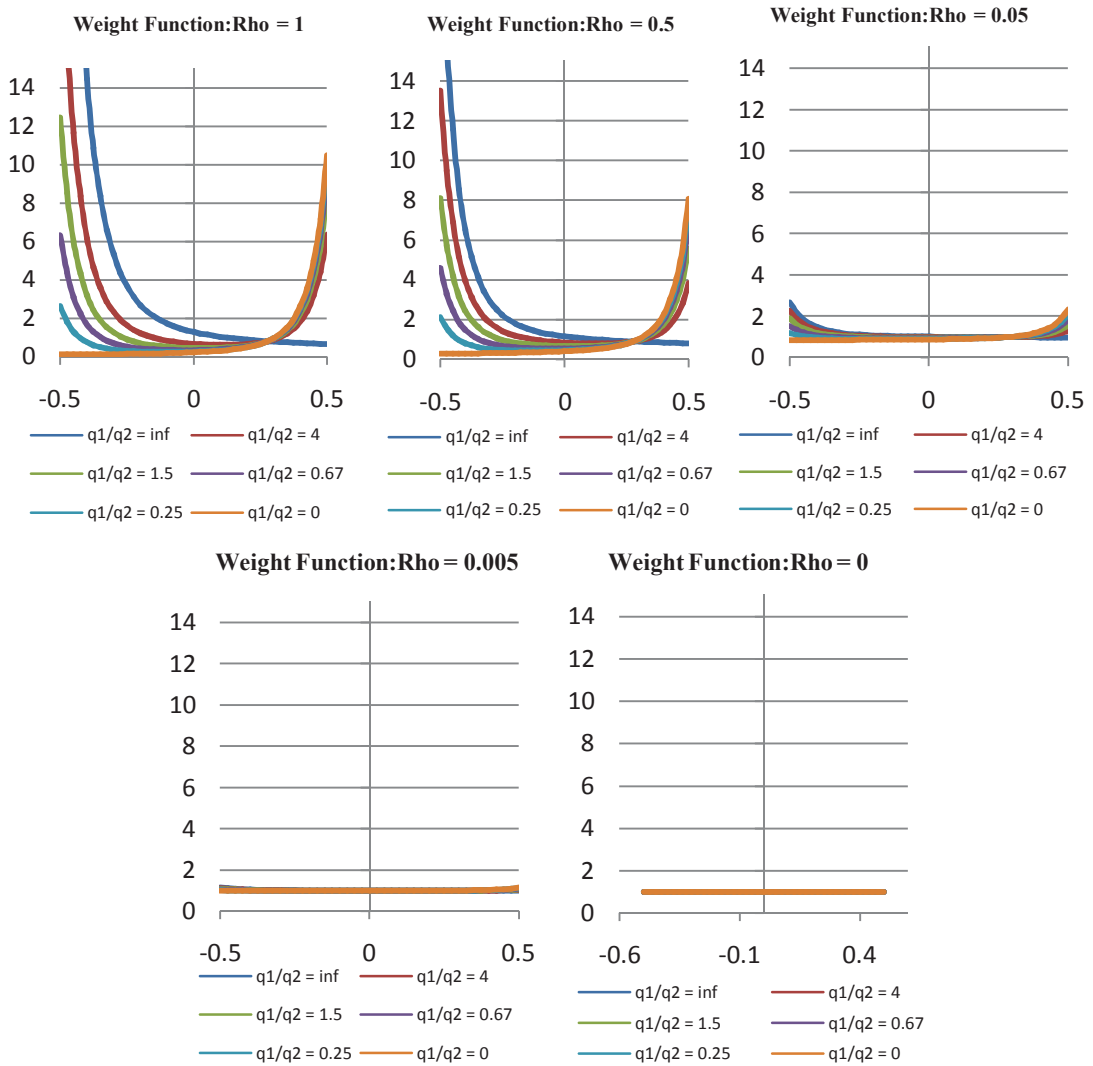 Weight Function:Rho = 1
14
12
10
8
6
4
2
0
-0.5 0 0.5
q1/q2 = inf q1/q2 = 4
q1/q2 = 1.5 q1/q2 = 0.67
q1/q2 = 0.25 q1/q2 = 0
Weight Function:Rho = 0.5
14
12
10
8
6
4
2
0
-0.5 0 0.5
q1/q2 = inf q1/q2 = 4
q1/q2 = 1.5 q1/q2 = 0.67
q1/q2 = 0.25 q1/q2 = 0
Weight Function:Rho = 0.05
14
12
10
8
6
4
2
0
-0.5 0 0.5
q1/q2 = inf q1/q2 = 4
q1/q2 = 1.5 q1/q2 = 0.67
q1/q2 = 0.25 q1/q2 = 0
Weight Function:Rho = 0.005
14
12
10
8
6
4
2
0
-0.5 0 0.5
q1/q2 = inf q1/q2 = 4
q1/q2 = 1.5 q1/q2 = 0.67
q1/q2 = 0.25 q1/q2 = 0
Weight Function:Rho = 0
14
12
10
8
6
4
2
0
-0.6 -0.1 0.4
q1/q2 = inf q1/q2 = 4
q1/q2 = 1.5 q1/q2 = 0.67
q1/q2 = 0.25 q1/q2 = 0